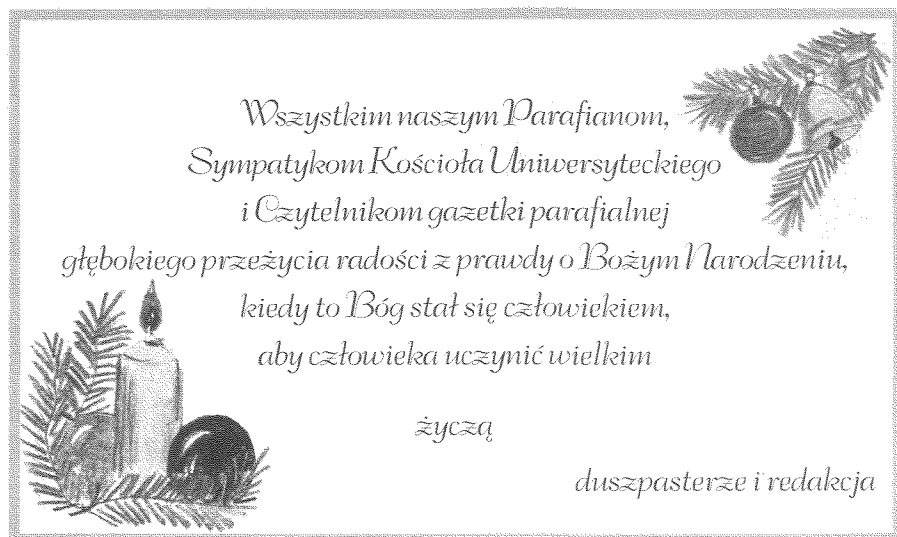 Wszystkim naszym Parafianom,
Sympatykom Kościoła Uniwersyteckiego
i Czytelnikom gazetki parafialnej
głębokiego przeżycia radości z prawdy o Bożym Narodzeniu,
kiedy to Bóg stał się człowiekiem,
aby człowieka uczynić wielkim
życzą
duszpasterze i redakcja